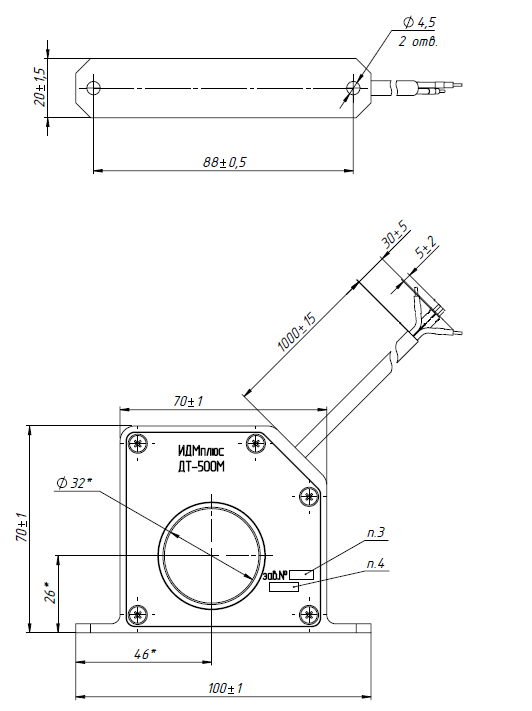 Ø 4,5
2 отв.
20±1,5
88±0,5
30±5
5±2
1000±15
70±1
ИДМплюс
ДТ-500М
Ø 32*
70±1
п.3
зав.№
п.4
26*
46*
100±1